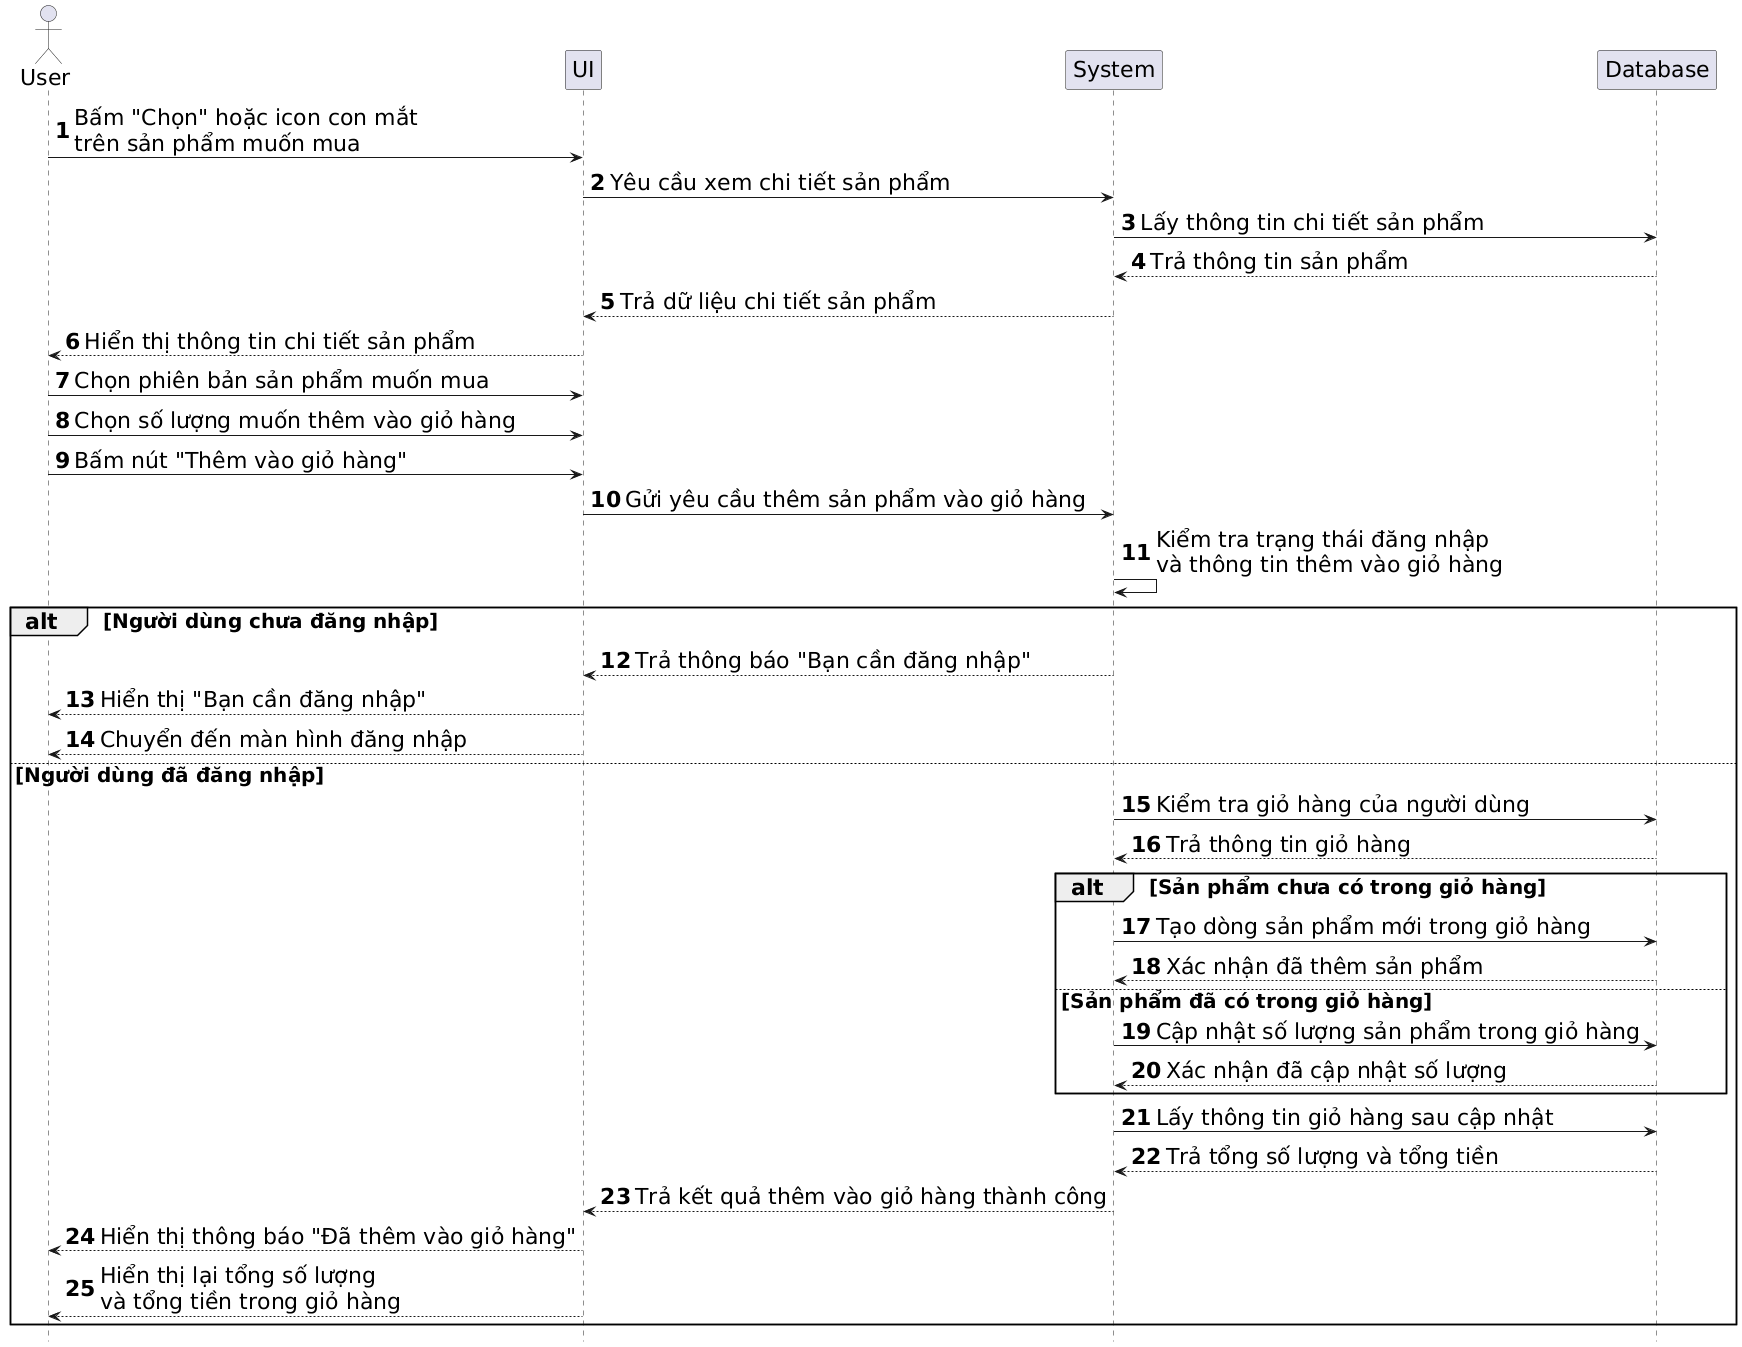 User
UI
System
Database
1 Bấm "Chọn" hoặc icon con mắt
trên sản phẩm muốn mua
2 Yêu cầu xem chi tiết sản phẩm
3 Lấy thông tin chi tiết sản phẩm
4 Trả thông tin sản phẩm
5 Trả dữ liệu chi tiết sản phẩm
6 Hiển thị thông tin chi tiết sản phẩm
7 Chọn phiên bản sản phẩm muốn mua
8 Chọn số lượng muốn thêm vào giỏ hàng
9 Bấm nút "Thêm vào giỏ hàng"
10 Gửi yêu cầu thêm sản phẩm vào giỏ hàng
11 Kiểm tra trạng thái đăng nhập
và thông tin thêm vào giỏ hàng
alt [Người dùng chưa đăng nhập]
12 Trả thông báo "Bạn cần đăng nhập"
13 Hiển thị "Bạn cần đăng nhập"
14 Chuyển đến màn hình đăng nhập
[Người dùng đã đăng nhập]
15 Kiểm tra giỏ hàng của người dùng
16 Trả thông tin giỏ hàng
alt [Sản phẩm chưa có trong giỏ hàng]
17 Tạo dòng sản phẩm mới trong giỏ hàng
18 Xác nhận đã thêm sản phẩm
[Sản phẩm đã có trong giỏ hàng]
19 Cập nhật số lượng sản phẩm trong giỏ hàng
20 Xác nhận đã cập nhật số lượng
21 Lấy thông tin giỏ hàng sau cập nhật
22 Trả tổng số lượng và tổng tiền
23 Trả kết quả thêm vào giỏ hàng thành công
24 Hiển thị thông báo "Đã thêm vào giỏ hàng"
25 Hiển thị lại tổng số lượng
và tổng tiền trong giỏ hàng